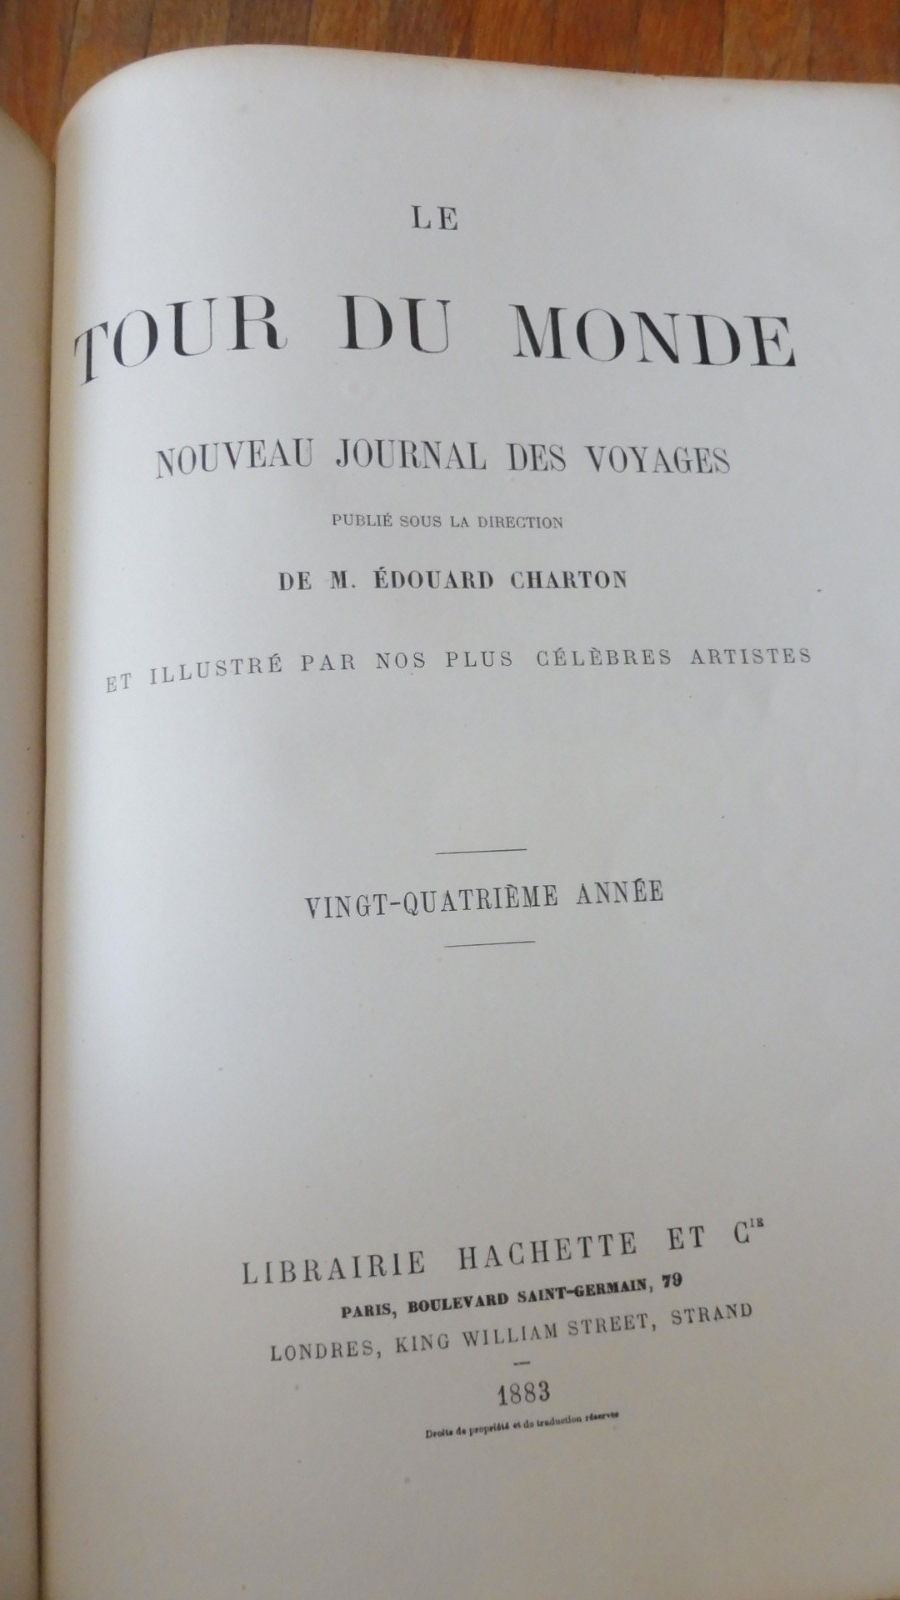 LE
TOUR DU MONDE
NOUVEAU JOURNAL DES VOYAGES
PUBLIÉ SOUS LA DIRECTION
DE M. ÉDOUARD CHARTON
ET ILLUSTRÉ PAR NOS PLUS CÉLÈBRES ARTISTES
VINGT-QUATRIÈME ANNÉE
LIBRAIRIE HACHETTE ET CIE
PARIS, BOULEVARD SAINT-GERMAIN, 79
LONDRES, KING WILLIAM STREET, STRAND
1883
Droits de propriété et de traduction réservés